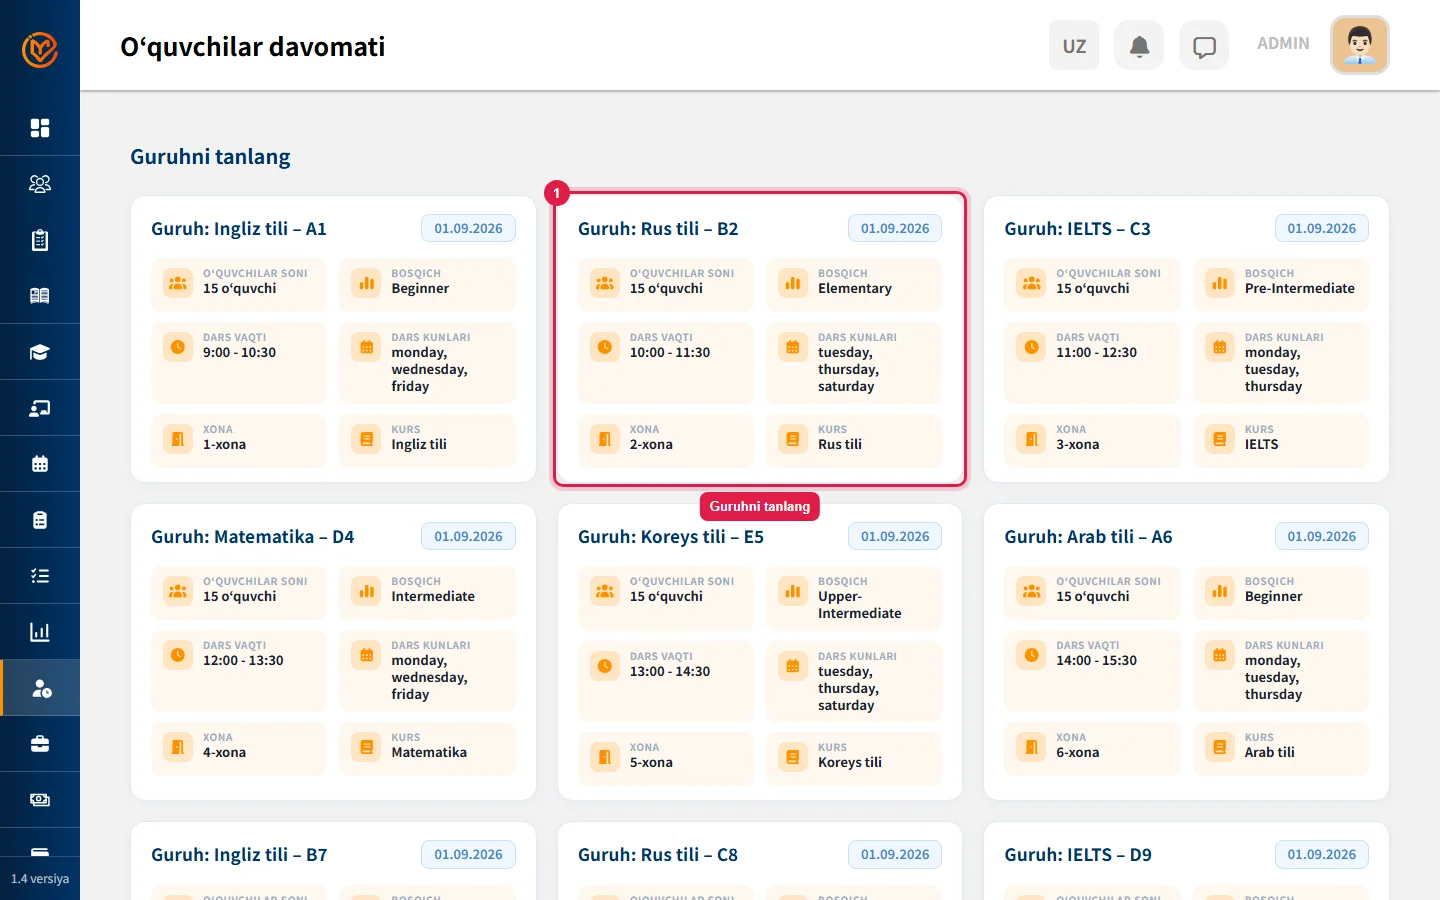 O‘quvchilar davomati
UZ
ADMIN
Guruhni tanlang
1
Guruh: Ingliz tili – A1
01.09.2026
O‘QUVCHILAR SONI
15 o‘quvchi
BOSQICH
Beginner
DARS VAQTI
9:00 - 10:30
DARS KUNLARI
monday,
wednesday,
friday
XONA
1-xona
KURS
Ingliz tili
Guruh: Rus tili – B2
01.09.2026
O‘QUVCHILAR SONI
15 o‘quvchi
BOSQICH
Elementary
DARS VAQTI
10:00 - 11:30
DARS KUNLARI
tuesday,
thursday,
saturday
XONA
2-xona
KURS
Rus tili
Guruhni tanlang
Guruh: IELTS – C3
01.09.2026
O‘QUVCHILAR SONI
15 o‘quvchi
BOSQICH
Pre-Intermediate
DARS VAQTI
11:00 - 12:30
DARS KUNLARI
monday,
tuesday,
thursday
XONA
3-xona
KURS
IELTS
Guruh: Matematika – D4
01.09.2026
O‘QUVCHILAR SONI
15 o‘quvchi
BOSQICH
Intermediate
DARS VAQTI
12:00 - 13:30
DARS KUNLARI
monday,
wednesday,
friday
XONA
4-xona
KURS
Matematika
Guruh: Koreys tili – E5
01.09.2026
O‘QUVCHILAR SONI
15 o‘quvchi
BOSQICH
Upper-
Intermediate
DARS VAQTI
13:00 - 14:30
DARS KUNLARI
tuesday,
thursday,
saturday
XONA
5-xona
KURS
Koreys tili
Guruh: Arab tili – A6
01.09.2026
O‘QUVCHILAR SONI
15 o‘quvchi
BOSQICH
Beginner
DARS VAQTI
14:00 - 15:30
DARS KUNLARI
monday,
tuesday,
thursday
XONA
6-xona
KURS
Arab tili
Guruh: Ingliz tili – B7
01.09.2026
O‘QUVCHILAR SONI
BOSQICH
Guruh: Rus tili – C8
01.09.2026
O‘QUVCHILAR SONI
BOSQICH
Guruh: IELTS – D9
01.09.2026
O‘QUVCHILAR SONI
BOSQICH
1.4 versiya